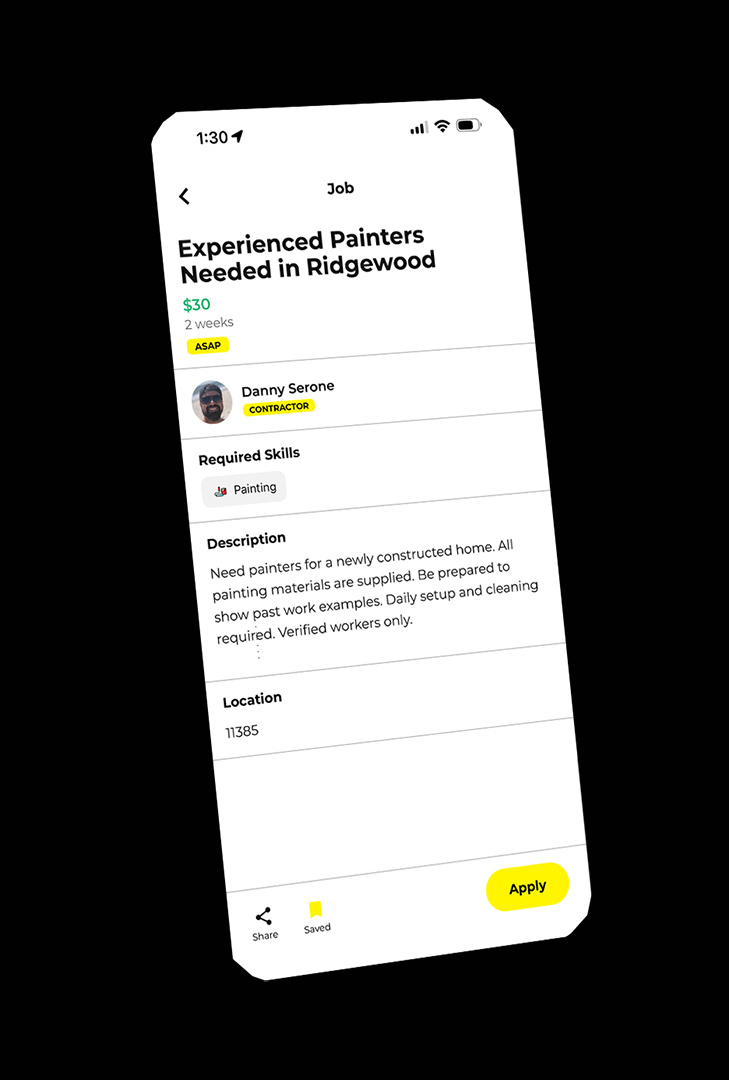 1:30
Job
Experienced Painters
Needed in Ridgewood
$30
2 weeks
ASAP
Danny Serone
CONTRACTOR
Required Skills
Painting
Description
Need painters for a newly constructed home. All
painting materials are supplied. Be prepared to
show past work examples. Daily setup and cleaning
required. Verified workers only.
Location
11385
Share
Saved
Apply